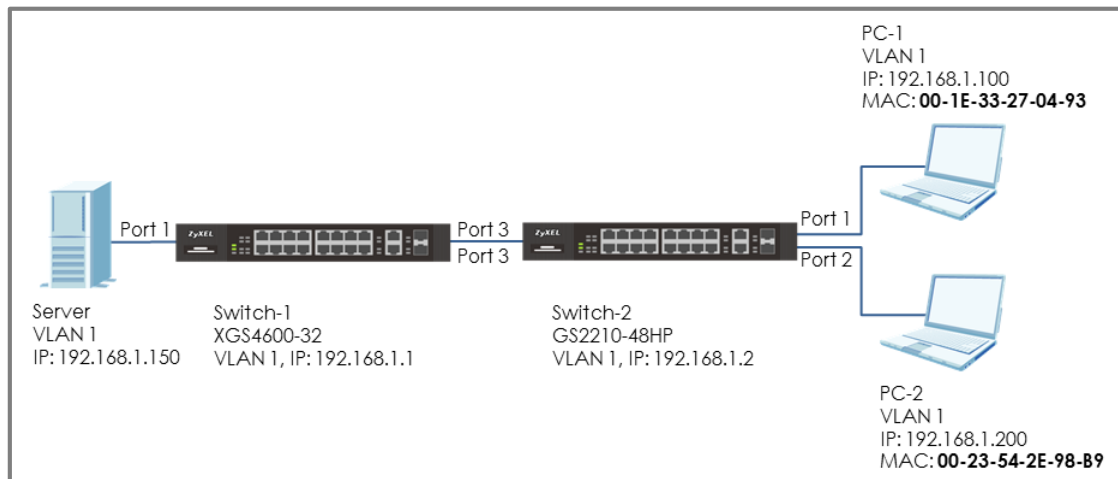 PC-1
VLAN 1
IP: 192.168.1.100
MAC: 00-1E-33-27-04-93
Port 1
ZyXEL
Port 3
Port 3
ZyXEL
Port 1
Port 2
Server
VLAN 1
IP: 192.168.1.150
Switch-1
XGS4600-32
VLAN 1, IP: 192.168.1.1
Switch-2
GS2210-48HP
VLAN 1, IP: 192.168.1.2
PC-2
VLAN 1
IP: 192.168.1.200
MAC: 00-23-54-2E-98-B9